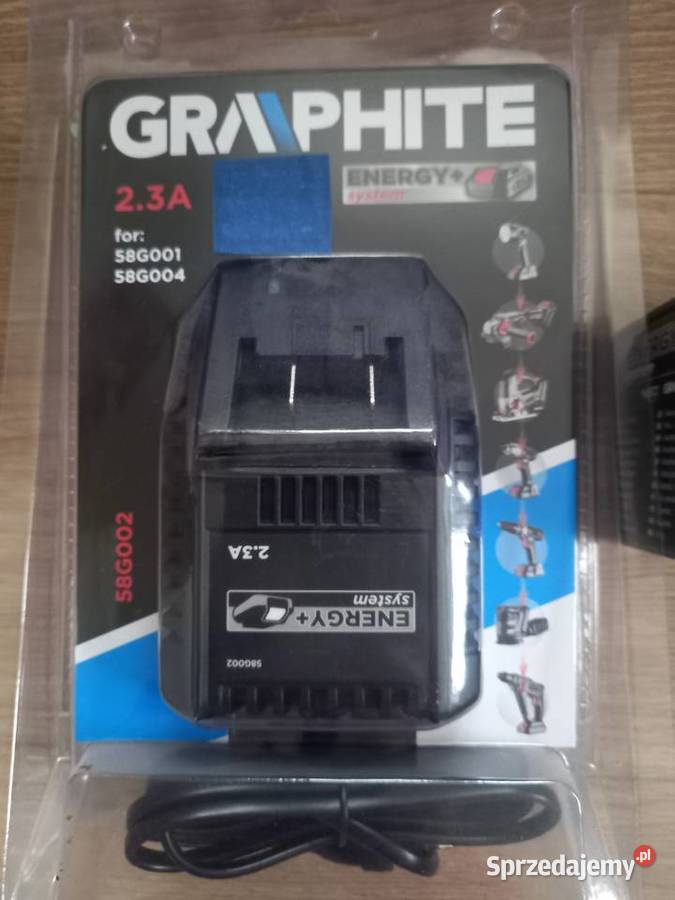 GRAPHITE
2.3A
ENERGY+
system
for:
58G001
58G004
58G002
2.3A
ENERGY+
system
58G002
Sprzedajemy.pl